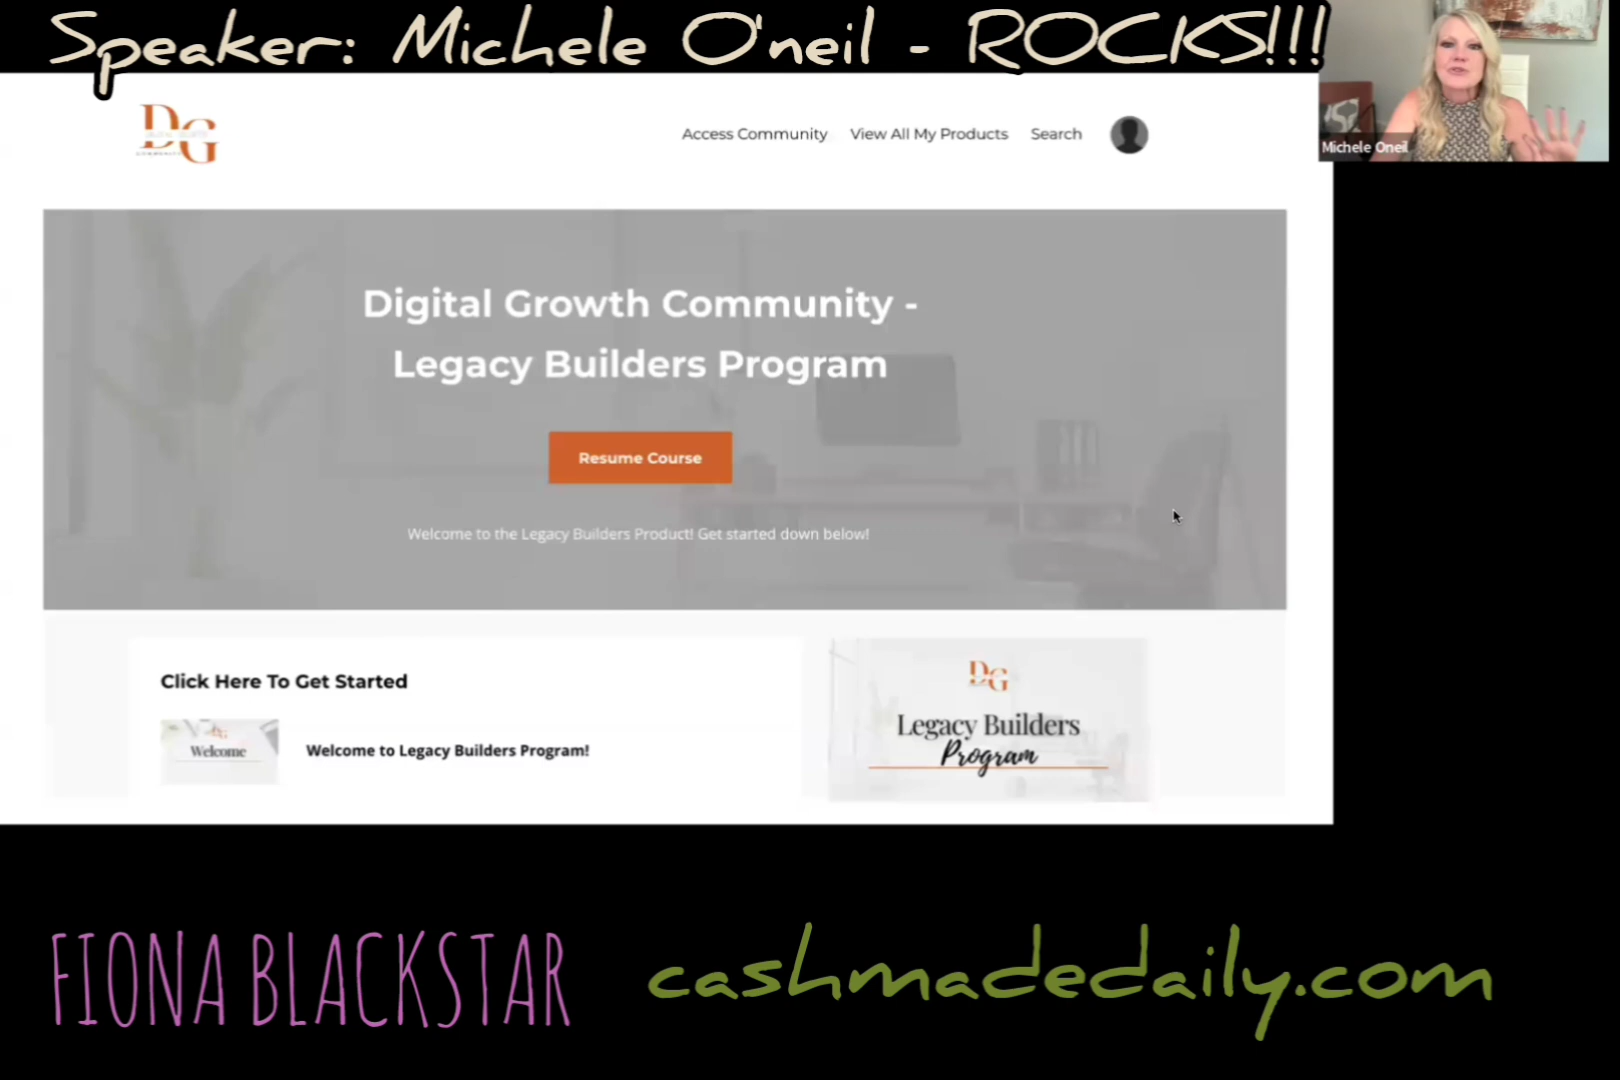 Speaker: Michele O'neil - ROCKS!!!
Michele Oneil
DG
Access Community View All My Products Search
Digital Growth Community -
Legacy Builders Program
Resume Course
Welcome to the Legacy Builders Product! Get started down below!
Click Here To Get Started
DG
Welcome
Welcome to Legacy Builders Program!
DG
Legacy Builders
Program
FIONA BLACKSTAR
cashmadedaily.com